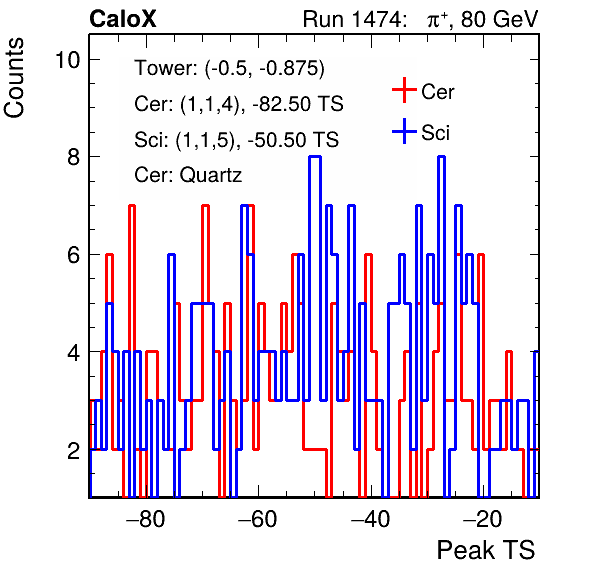 CaloX Run 1474: π⁺, 80 GeV
Counts
Tower: (-0.5, -0.875)
Cer: (1,1,4), -82.50 TS
Sci: (1,1,5), -50.50 TS
Cer: Quartz
Cer
Sci
10
8
6
4
2
−80 −60 −40 −20
Peak TS